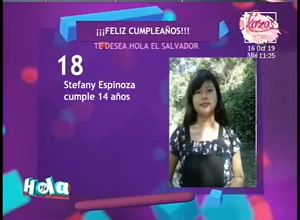 ¡¡¡FELIZ CUMPLEAÑOS!!!
TE DESEA HOLA EL SALVADOR
18
Stefany Espinoza
cumple 14 años
16 Oct 19
Mié 11:25
Hola